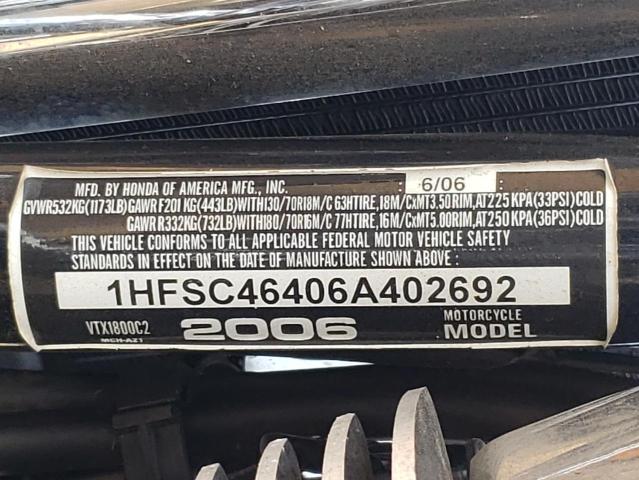 MFD. BY HONDA OF AMERICA MFG., INC. : 6/06 :
GVWR532KG(1173LB)GAWR F201 KG(443LB)WITH130/70R18M/C 63HTIRE,18M/CxMT3.50RIM,AT225 KPA(33PSI)COLD
GAWR R332KG(732LB)WITH180/70R16M/C 77HTIRE,16M/CxMT5.00RIM,AT250 KPA(36PSI)COLD
THIS VEHICLE CONFORMS TO ALL APPLICABLE FEDERAL MOTOR VEHICLE SAFETY
STANDARDS IN EFFECT ON THE DATE OF MANUFACTURE SHOWN ABOVE :
1HFSC46406A402692
VTX1800C2 2006 MOTORCYCLE
MCH-AZ1 MODEL